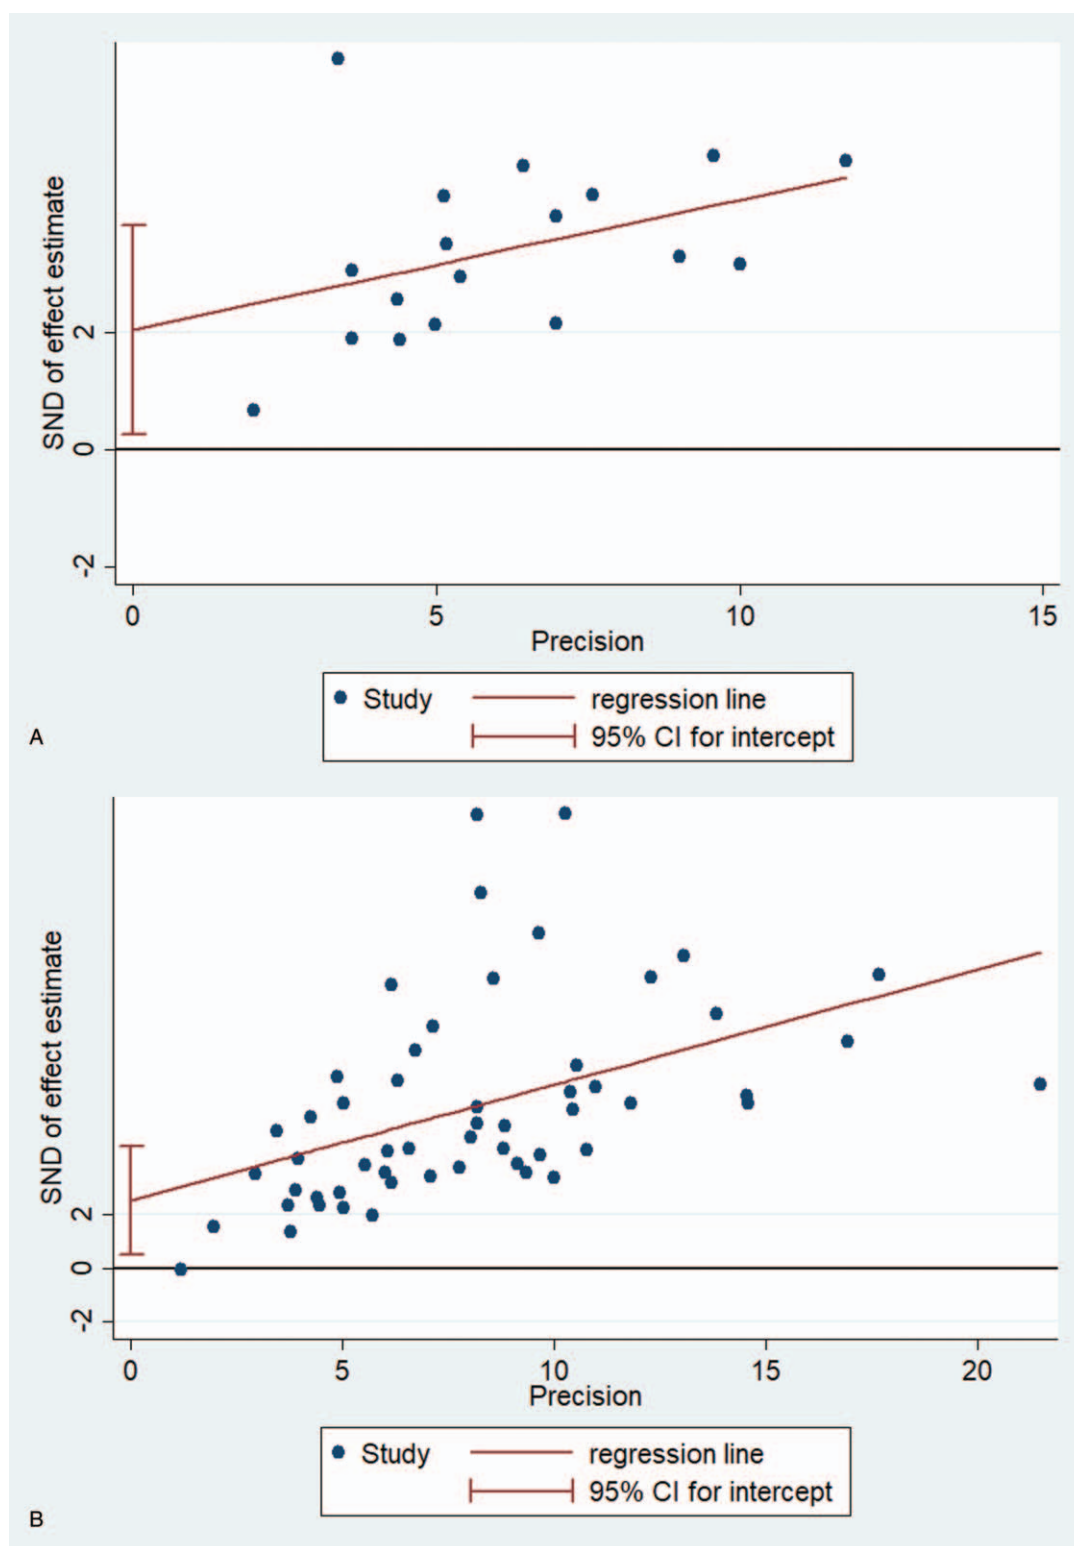 SND of effect estimate
2
0
-2
0 5 10 15
Precision
Study regression line
95% CI for intercept
A
SND of effect estimate
2
0
-2
0 5 10 15 20
Precision
Study regression line
95% CI for intercept
B